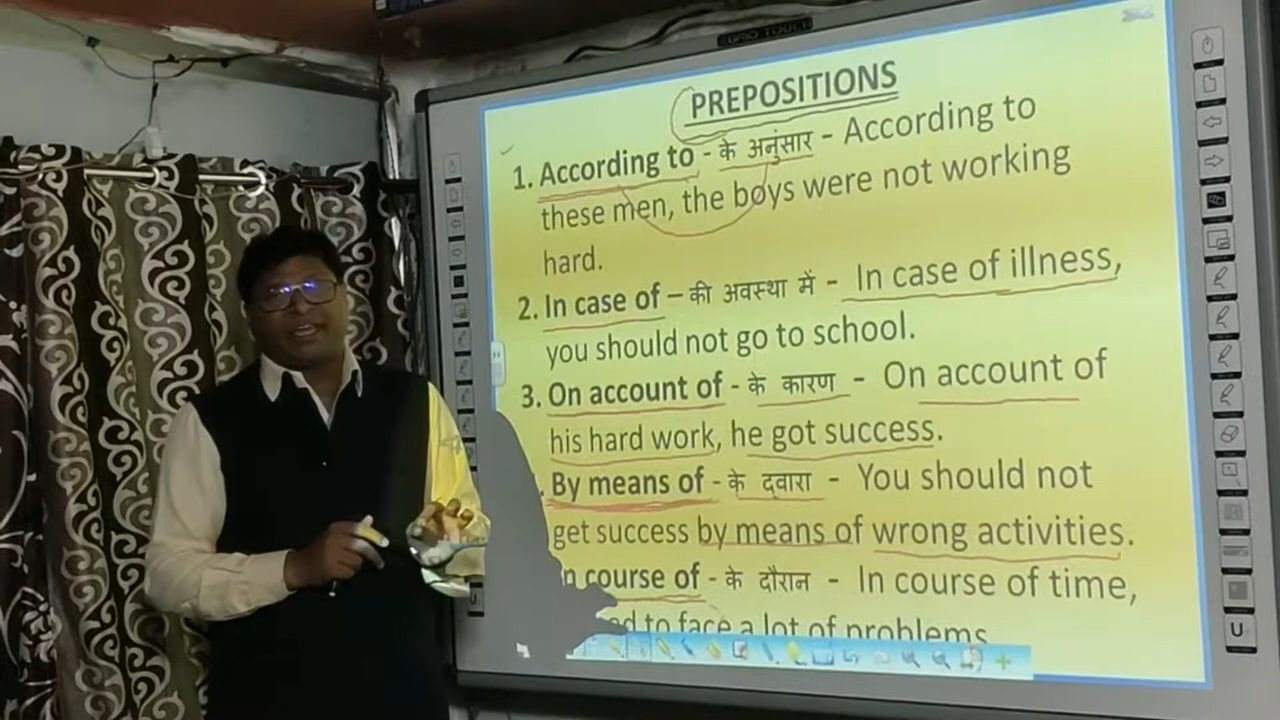 PREPOSITIONS
1. According to - के अनुसार - According to
these men, the boys were not working
hard.
2. In case of – की अवस्था में - In case of illness,
you should not go to school.
3. On account of - के कारण - On account of
his hard work, he got success.
. By means of - के द्वारा - You should not
get success by means of wrong activities.
n course of - के दौरान - In course of time,
ed to face a lot of problems
U